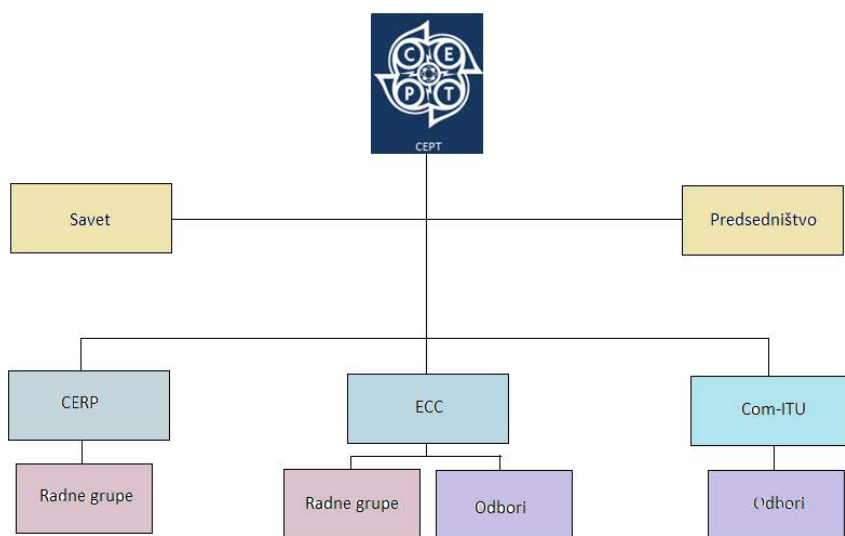 C E
P T
CEPT
Savet
Predsedništvo
CERP
ECC
Com-ITU
Radne grupe
Radne grupe
Odbori
Odbori